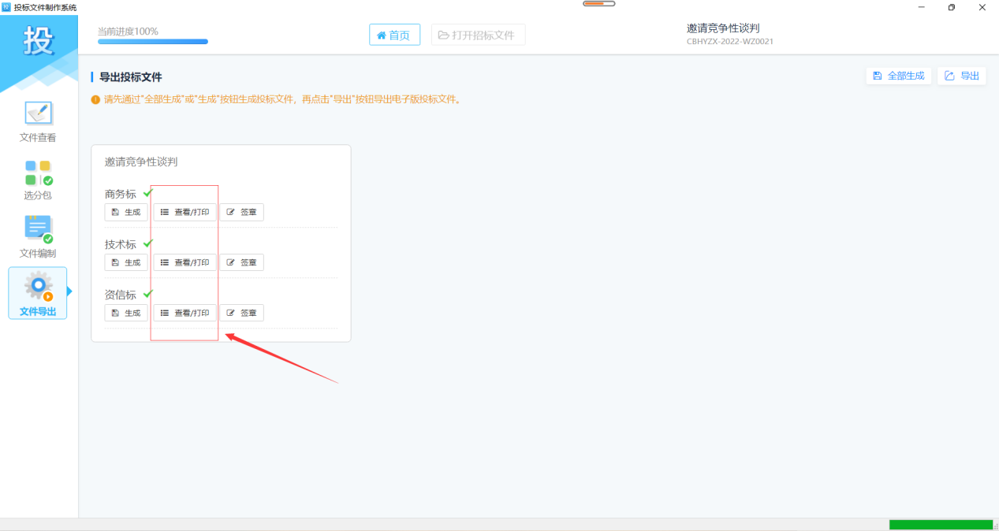 投标文件制作系统
投
当前进度100%
首页
打开招标文件
邀请竞争性谈判
CBHYZX-2022-WZ0021
文件查看
选分包
文件编制
文件导出
导出投标文件
全部生成
导出
请先通过"全部生成"或"生成"按钮生成投标文件，再点击"导出"按钮导出电子版投标文件。
邀请竞争性谈判
商务标
生成 查看/打印 签章
技术标
生成 查看/打印 签章
资信标
生成 查看/打印 签章